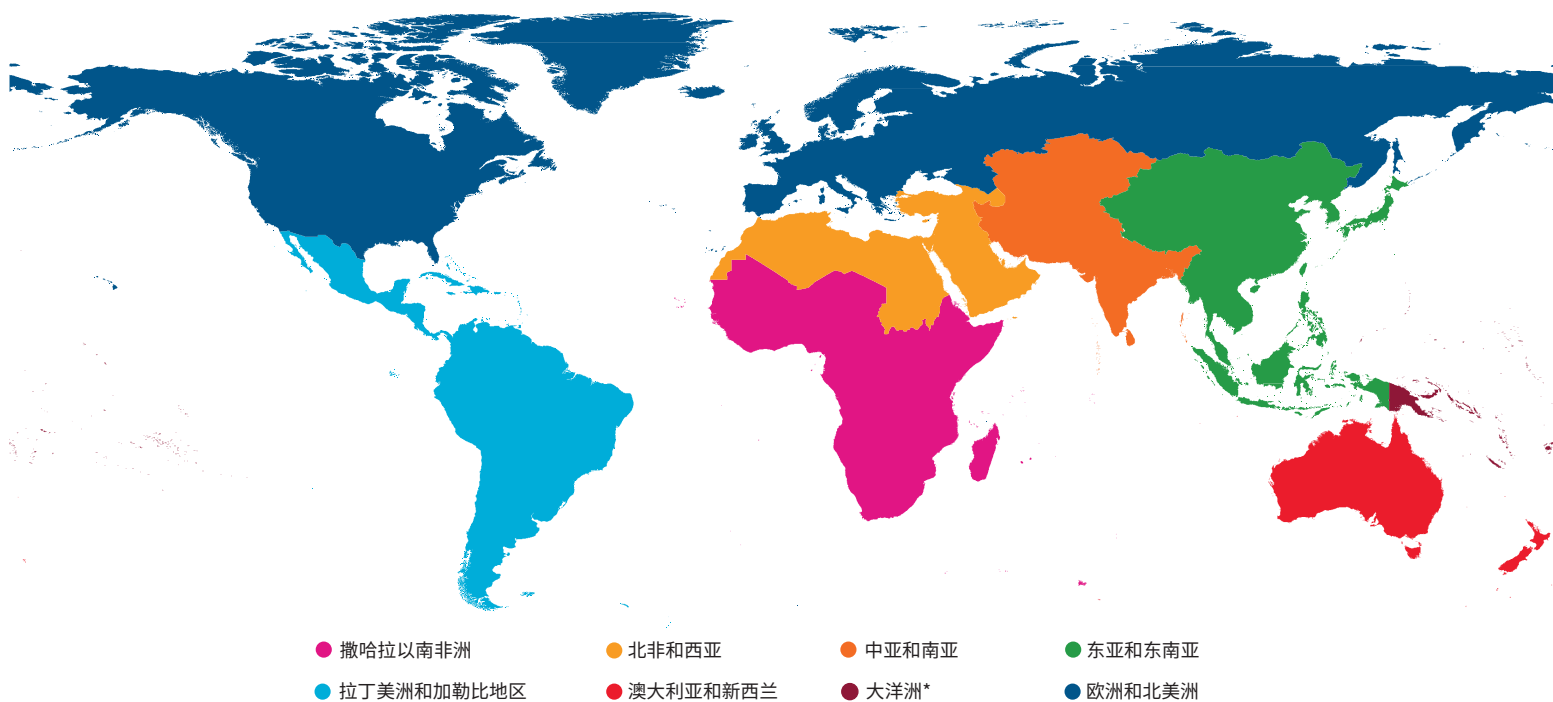 撒哈拉以南非洲
北非和西亚
中亚和南亚
东亚和东南亚
拉丁美洲和加勒比地区
澳大利亚和新西兰
大洋洲*
欧洲和北美洲